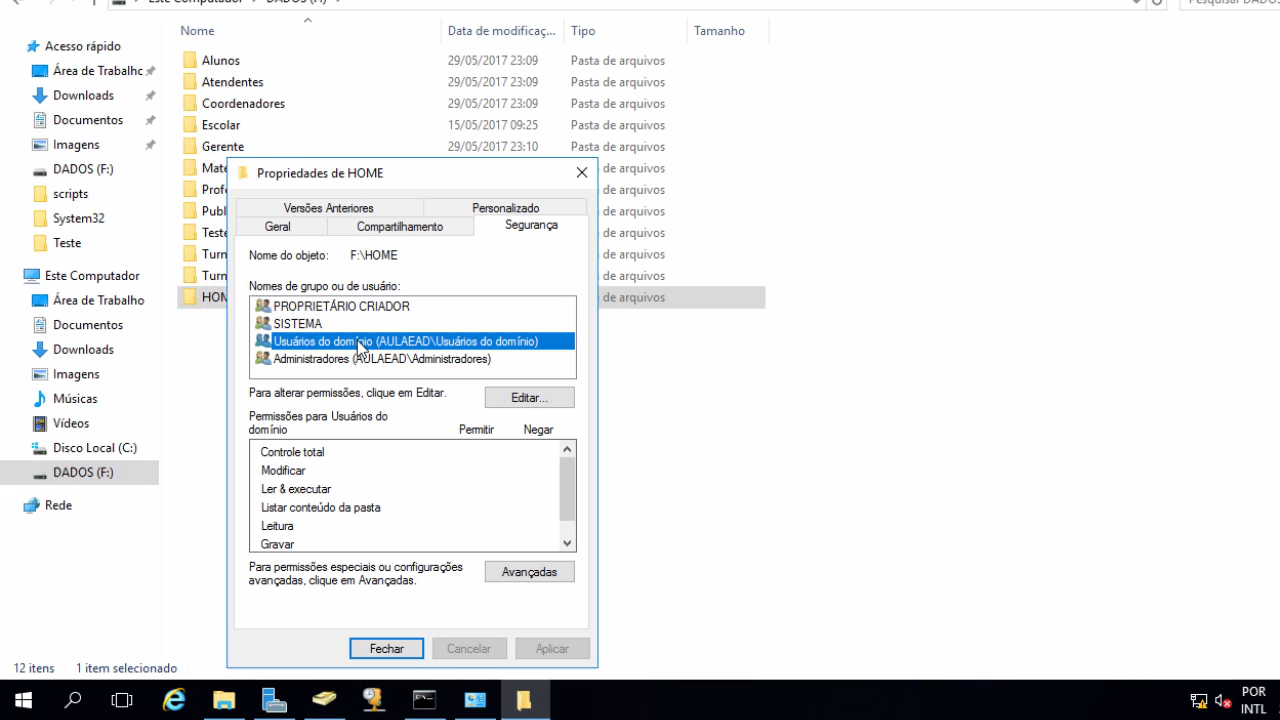 Este Computador > DADOS (F:) >
Pesquisar DADOS
Nome
Data de modificaç...
Tipo
Tamanho
Acesso rápido
Área de Trabalho
Downloads
Documentos
Imagens
DADOS (F:)
scripts
System32
Teste
Este Computador
Área de Trabalho
Documentos
Downloads
Imagens
Músicas
Vídeos
Disco Local (C:)
DADOS (F:)
Rede
Alunos 29/05/2017 23:09 Pasta de arquivos
Atendentes 29/05/2017 23:09 Pasta de arquivos
Coordenadores 29/05/2017 23:09 Pasta de arquivos
Escolar 15/05/2017 09:25 Pasta de arquivos
Gerente 29/05/2017 23:10 Pasta de arquivos
Mate a de arquivos
Profe a de arquivos
Publ a de arquivos
Teste a de arquivos
Turn a de arquivos
Turn a de arquivos
HOM a de arquivos
Propriedades de HOME
Versões Anteriores
Personalizado
Geral
Compartilhamento
Segurança
Nome do objeto: F:\HOME
Nomes de grupo ou de usuário:
PROPRIETÁRIO CRIADOR
SISTEMA
Usuários do domínio (AULAEAD\Usuários do domínio)
Administradores (AULAEAD\Administradores)
Para alterar permissões, clique em Editar.
Editar...
Permissões para Usuários do
domínio
Permitir
Negar
Controle total
Modificar
Ler & executar
Listar conteúdo da pasta
Leitura
Gravar
Para permissões especiais ou configurações
avançadas, clique em Avançadas.
Avançadas
Fechar
Cancelar
Aplicar
12 itens
1 item selecionado
POR
INTL